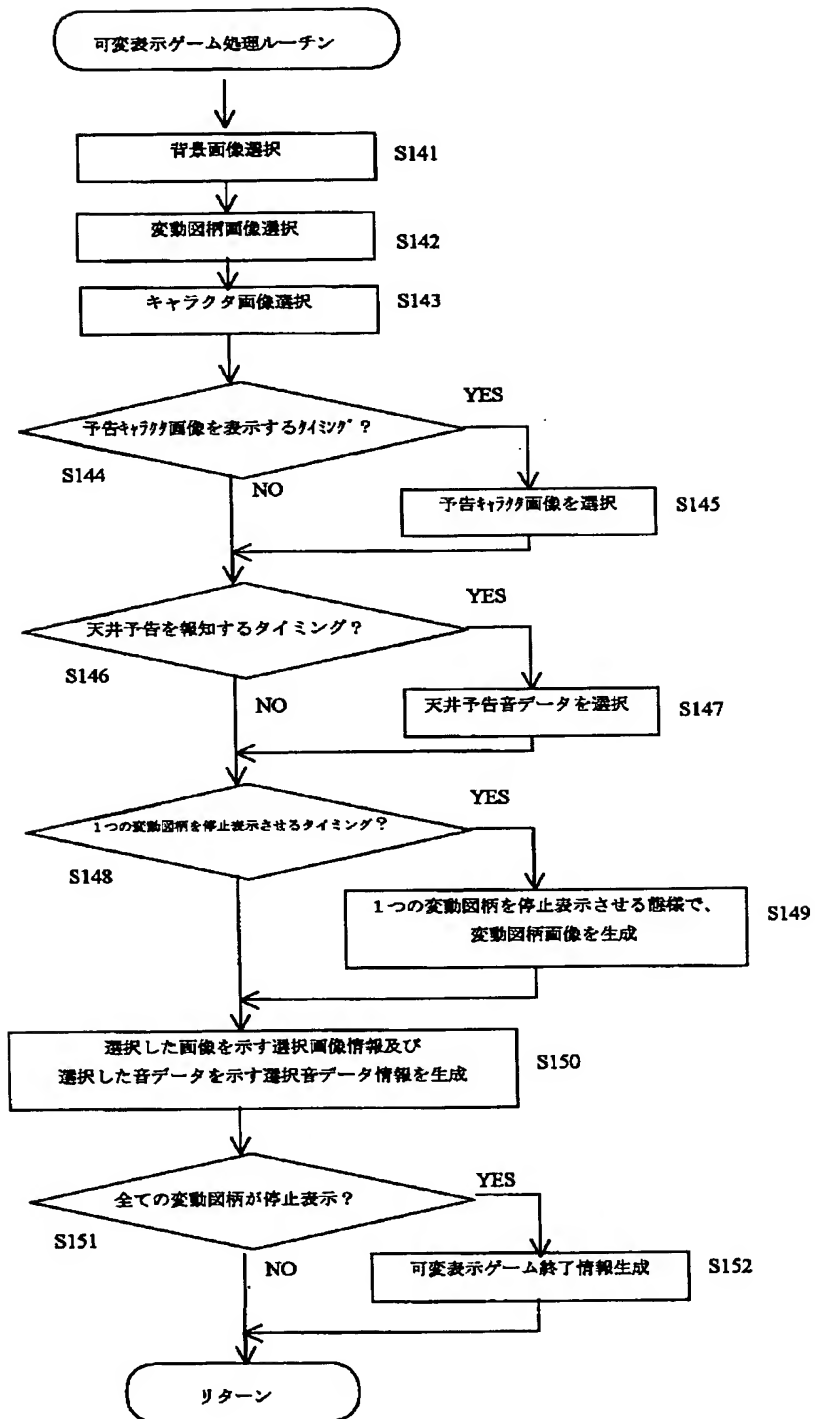 可変表示ゲーム処理ルーチン
背景画像選択
S141
変動図柄画像選択
S142
キャラクタ画像選択
S143
YES
予告ｷｬﾗｸﾀ画像を表示するﾀｲﾐﾝｸﾞ？
S144
NO
予告ｷｬﾗｸﾀ画像を選択
S145
YES
天井予告を報知するタイミング？
S146
NO
天井予告音データを選択
S147
YES
１つの変動図柄を停止表示させるタイミング？
S148
１つの変動図柄を停止表示させる態様で、
変動図柄画像を生成
S149
選択した画像を示す選択画像情報及び
選択した音データを示す選択音データ情報を生成
S150
YES
全ての変動図柄が停止表示？
S151
NO
可変表示ゲーム終了情報生成
S152
リターン